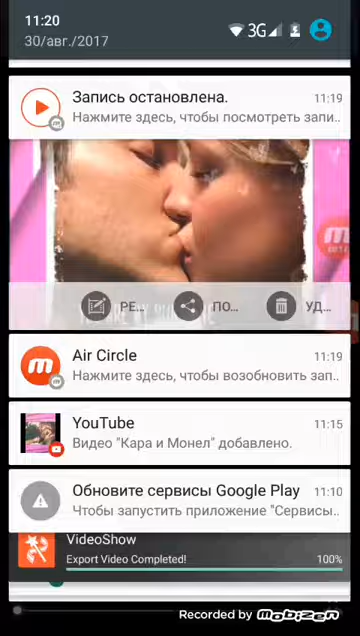 11:20
30/авг./2017
3G
Запись остановлена.
11:19
Нажмите здесь, чтобы посмотреть запи..
РЕ...
ПО...
УД...
Air Circle
11:19
Нажмите здесь, чтобы возобновить зап..
YouTube
11:15
Видео "Кара и Монел" добавлено.
Обновите сервисы Google Play
11:10
Чтобы запустить приложение "Сервисы..
VideoShow
Export Video Completed!
100%
Recorded by Mobizen